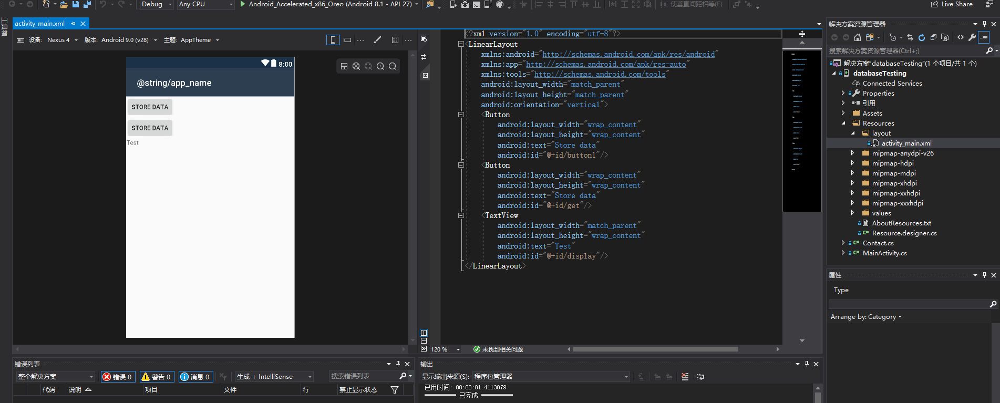 Debug
Any CPU
Android_Accelerated_x86_Oreo (Android 8.1 - API 27)
使垂直间距相等(E)
Live Share
工具箱
activity_main.xml
设备: Nexus 4
版本: Android 9.0 (v28)
主题: AppTheme
8:00
@string/app_name
STORE DATA
STORE DATA
Test
<?xml version="1.0" encoding="utf-8"?>
<LinearLayout
xmlns:android="http://schemas.android.com/apk/res/android"
xmlns:app="http://schemas.android.com/apk/res-auto"
xmlns:tools="http://schemas.android.com/tools"
android:layout_width="match_parent"
android:layout_height="match_parent"
android:orientation="vertical">
<Button
android:layout_width="wrap_content"
android:layout_height="wrap_content"
android:text="Store data"
android:id="@+id/button1"/>
<Button
android:layout_width="wrap_content"
android:layout_height="wrap_content"
android:text="Store data"
android:id="@+id/get"/>
<TextView
android:layout_width="match_parent"
android:layout_height="wrap_content"
android:text="Test"
android:id="@+id/display"/>
</LinearLayout>
120 %
未找到相关问题
解决方案资源管理器
搜索解决方案资源管理器(Ctrl+;)
解决方案"databaseTesting"(1 个项目/共 1 个)
databaseTesting
Connected Services
Properties
引用
Assets
Resources
layout
activity_main.xml
mipmap-anydpi-v26
mipmap-hdpi
mipmap-mdpi
mipmap-xhdpi
mipmap-xxhdpi
mipmap-xxxhdpi
values
AboutResources.txt
Resource.designer.cs
Contact.cs
MainActivity.cs
属性
Type
Arrange by: Category
错误列表
整个解决方案
错误 0
警告 0
消息 0
生成 + IntelliSense
搜索错误列表
代码 说明 项目 文件 行 禁止显示状态
输出
显示输出来源(S): 程序包管理器
已用时间: 00:00:01.4113079
========== 已完成 ==========